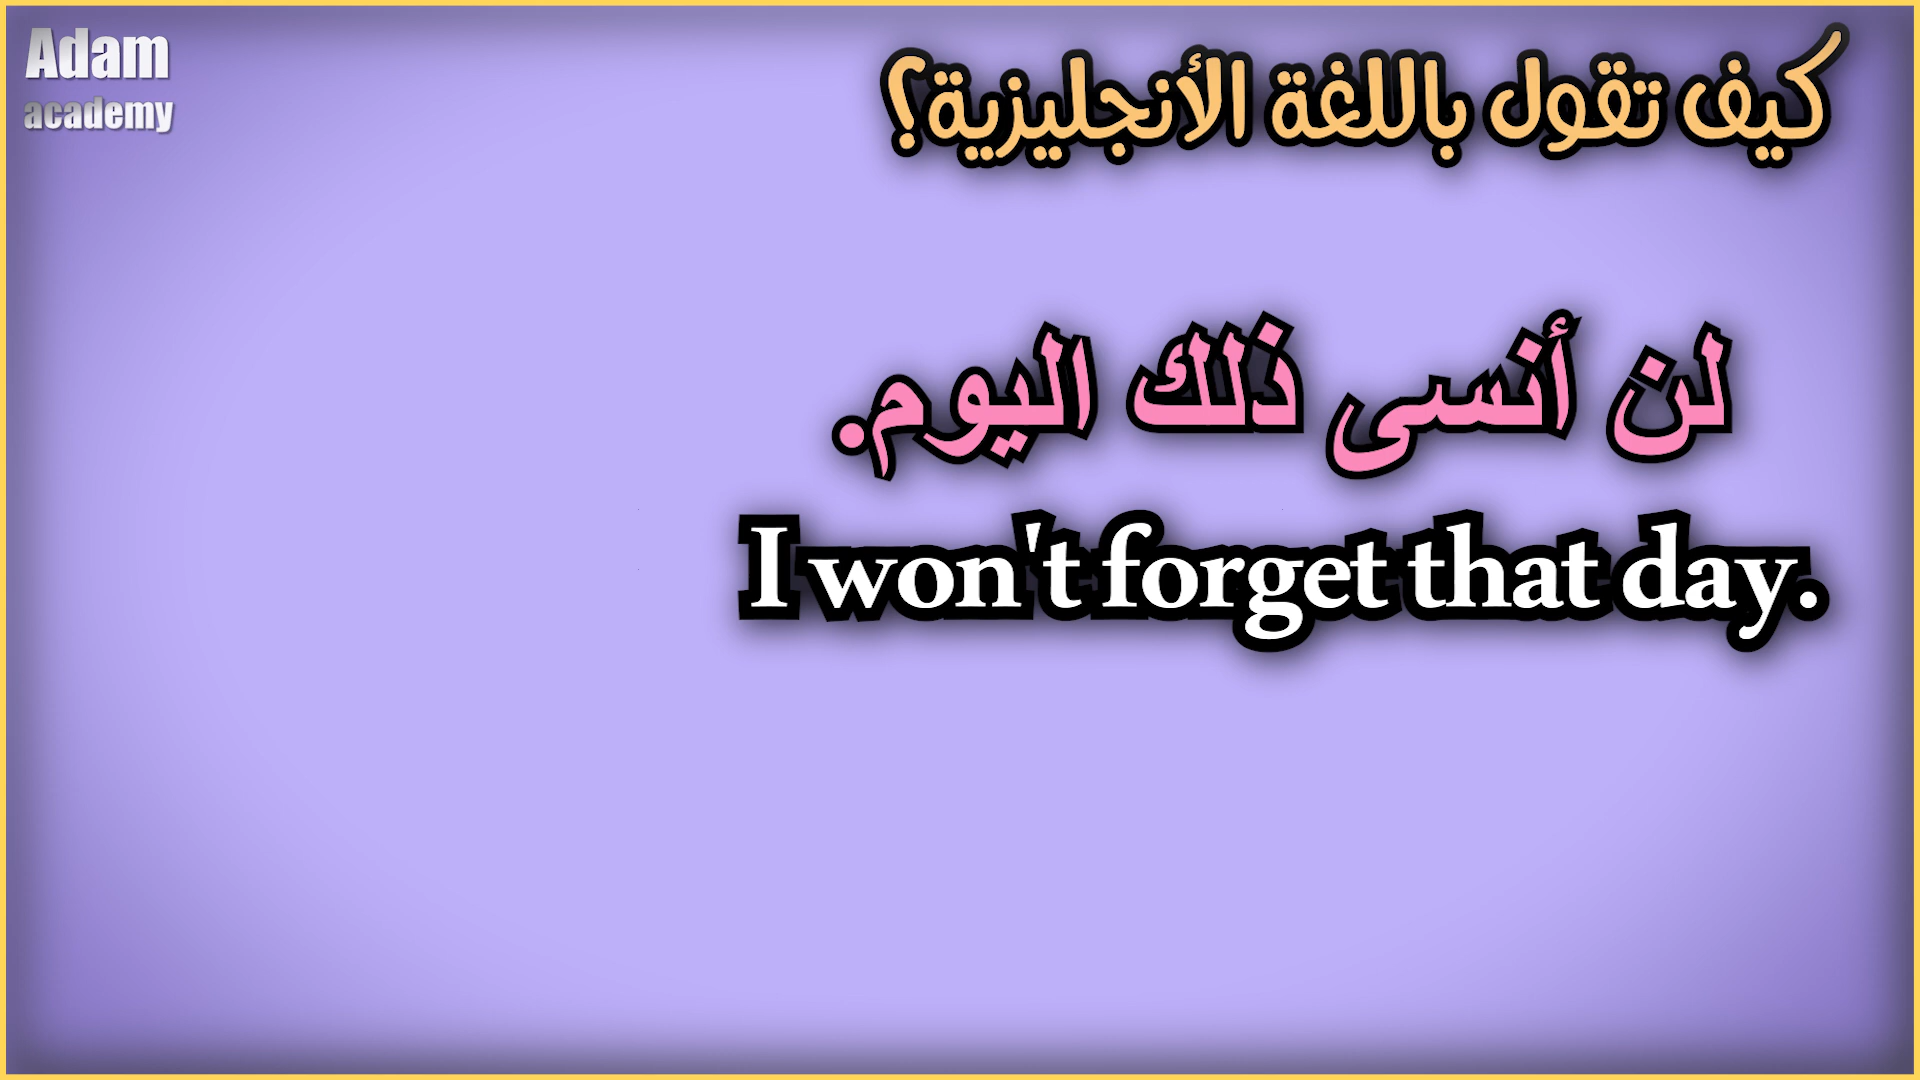 Adam
academy
كيف تقول باللغة الأنجليزية؟
لن أنسى ذلك اليوم.
I won't forget that day.